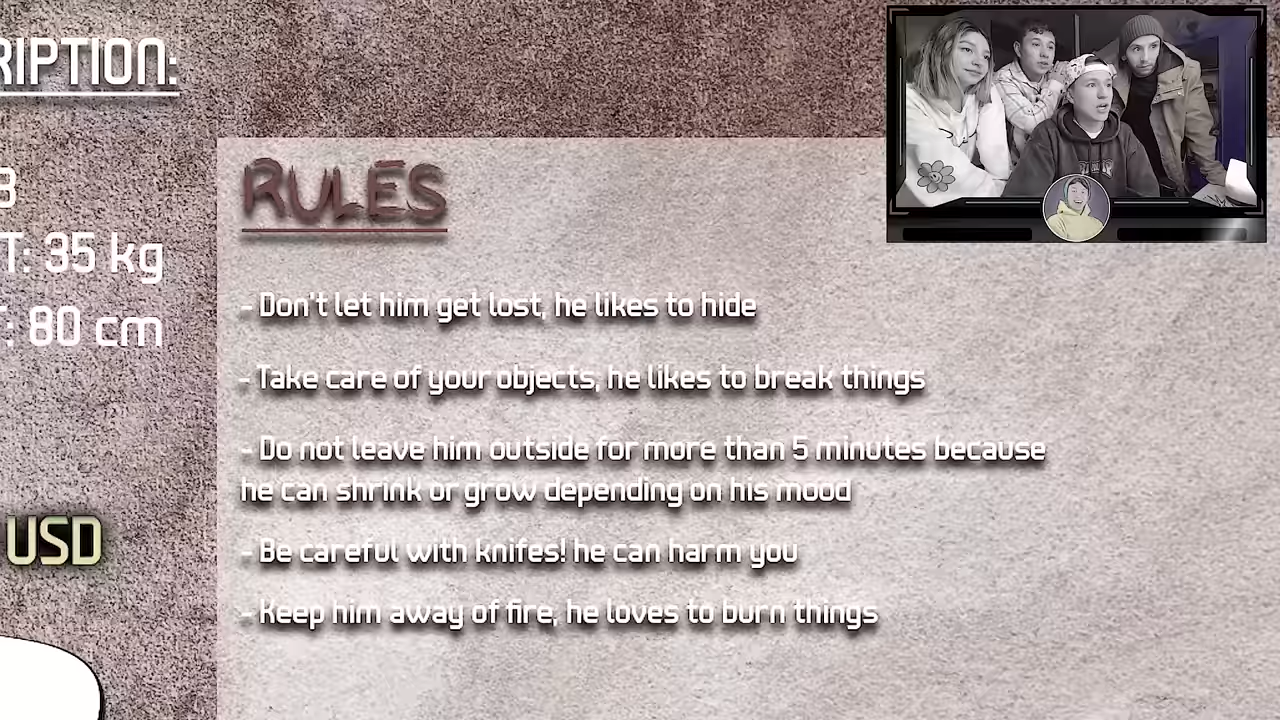 RIPTION:
T: 35 kg
: 80 cm
USD
RULES
- Don't let him get lost, he likes to hide
- Take care of your objects, he likes to break things
- Do not leave him outside for more than 5 minutes because
he can shrink or grow depending on his mood
- Be careful with knifes! he can harm you
- Keep him away of fire, he loves to burn things